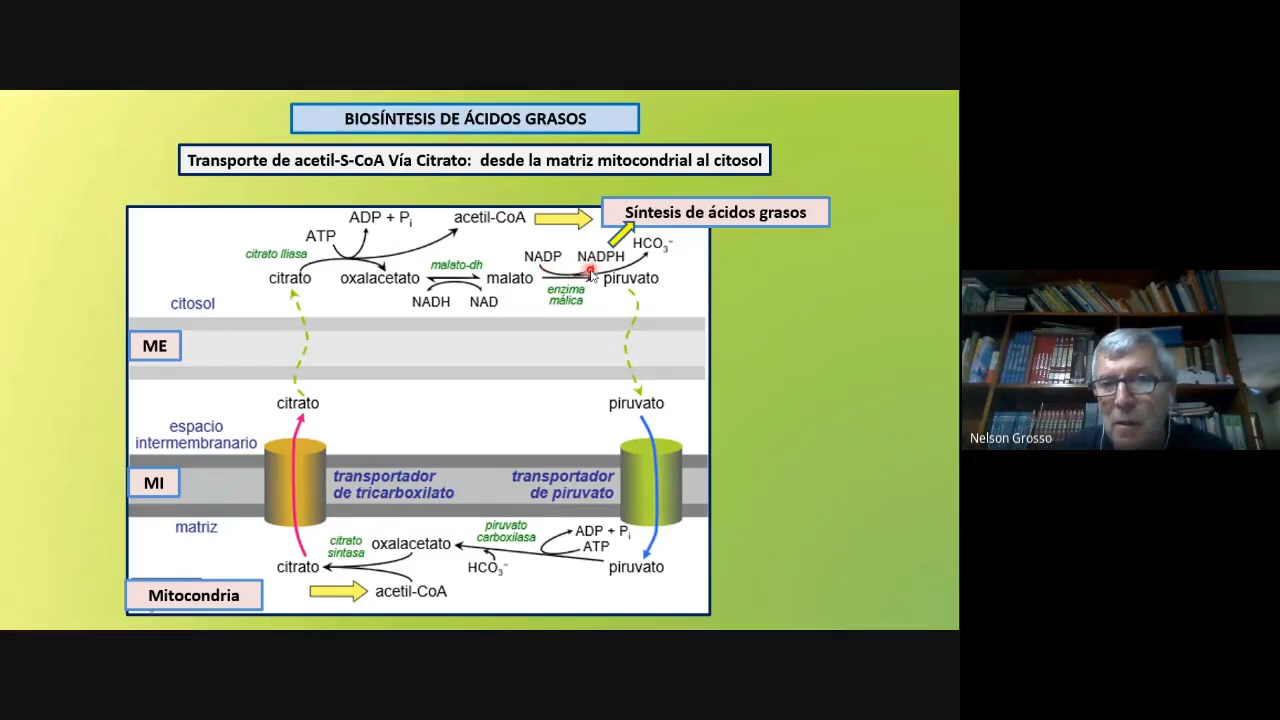 BIOSÍNTESIS DE ÁCIDOS GRASOS
Transporte de acetil-S-CoA Vía Citrato:  desde la matriz mitocondrial al citosol
Síntesis de ácidos grasos
ADP + Pi
acetil-CoA
ATP
citrato lliasa
NADP
NADPH
HCO3−
citrato
oxalacetato
malato-dh
malato
piruvato
enzima
málica
NADH
NAD
citosol
ME
citrato
piruvato
espacio
intermembranario
MI
transportador
de tricarboxilato
transportador
de piruvato
matriz
citrato
sintasa
oxalacetato
piruvato
carboxilasa
ADP + Pi
ATP
citrato
HCO3−
piruvato
acetil-CoA
Mitocondria
Nelson Grosso